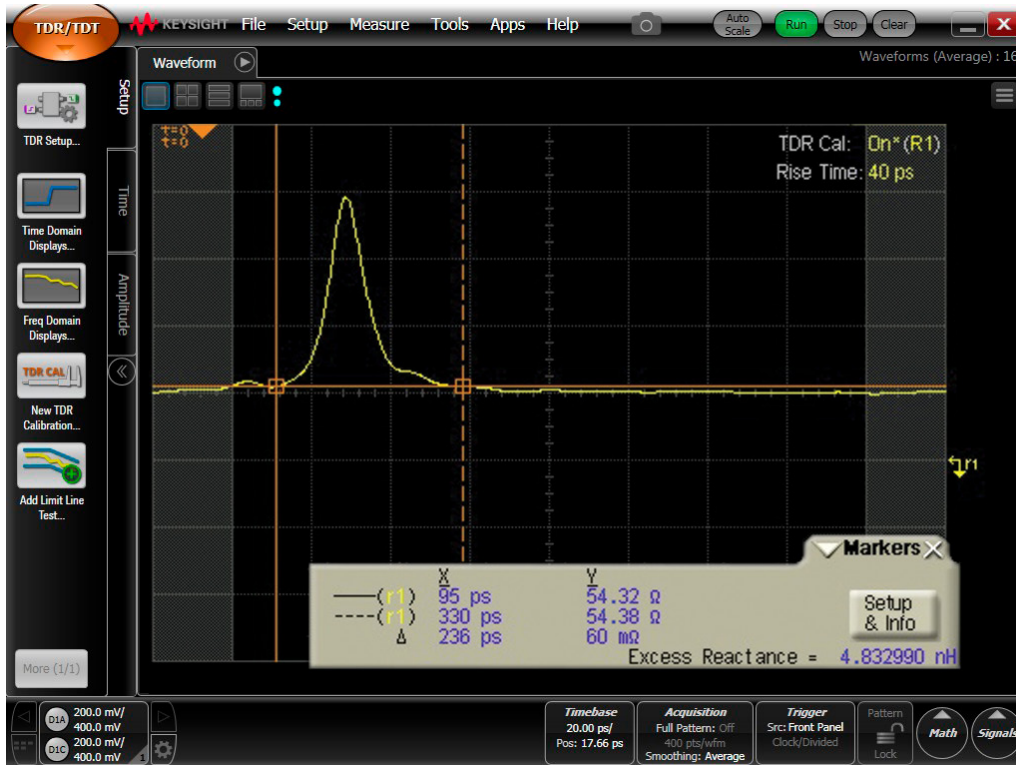 TDR/TDT
KEYSIGHT File Setup Measure Tools Apps Help
Auto
Scale
Run
Stop
Clear
X
Waveform
Waveforms (Average) : 16
Setup
Time
Amplitude
TDR Setup...
Time Domain
Displays...
Freq Domain
Displays...
TDR CAL
New TDR
Calibration...
Add Limit Line
Test...
More (1/1)
t=0
t=0
TDR Cal: On*(R1)
Rise Time: 40 ps
r1
Markers
X Y
(r1) 95 ps 54.32 Ω
(r1) 330 ps 54.38 Ω
Δ 236 ps 60 mΩ
Setup
& Info
Excess Reactance = 4.832990 nH
D1A 200.0 mV/
400.0 mV
D1C 200.0 mV/
400.0 mV
1
Timebase
20.00 ps/
Pos: 17.66 ps
Acquisition
Full Pattern: Off
400 pts/wfm
Smoothing: Average
Trigger
Src: Front Panel
Clock/Divided
Pattern
Lock
Math
Signals